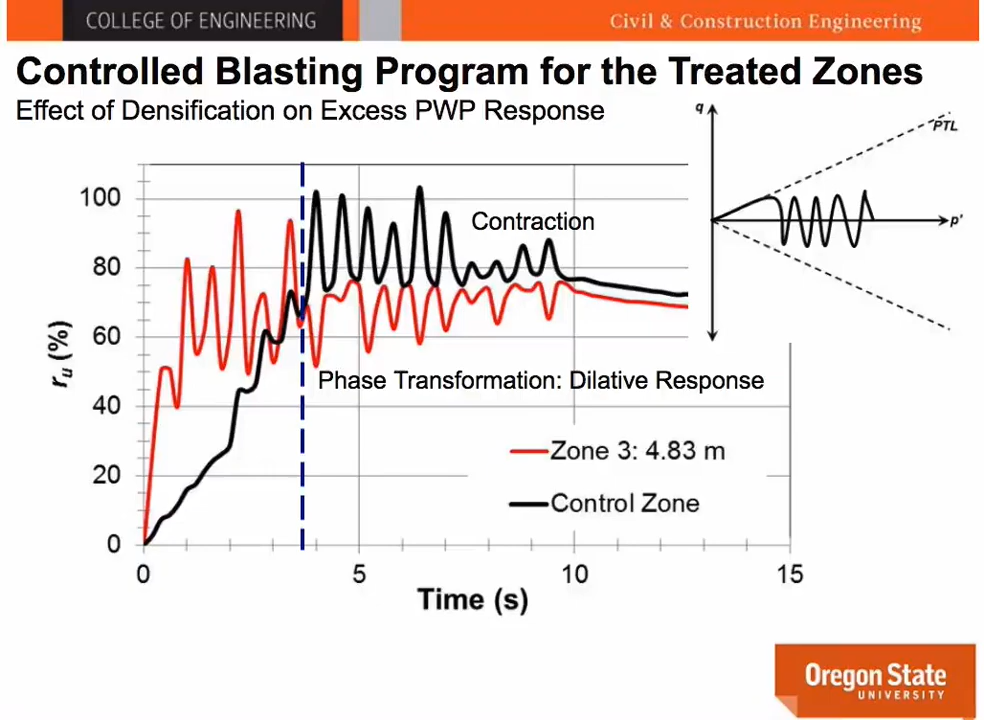 COLLEGE OF ENGINEERING
Civil & Construction Engineering
Controlled Blasting Program for the Treated Zones
Effect of Densification on Excess PWP Response
q
PTL
p'
100
80
60
40
20
0
r u (%)
Contraction
Phase Transformation: Dilative Response
Zone 3: 4.83 m
Control Zone
0 5 10 15
Time (s)
Oregon State
UNIVERSITY